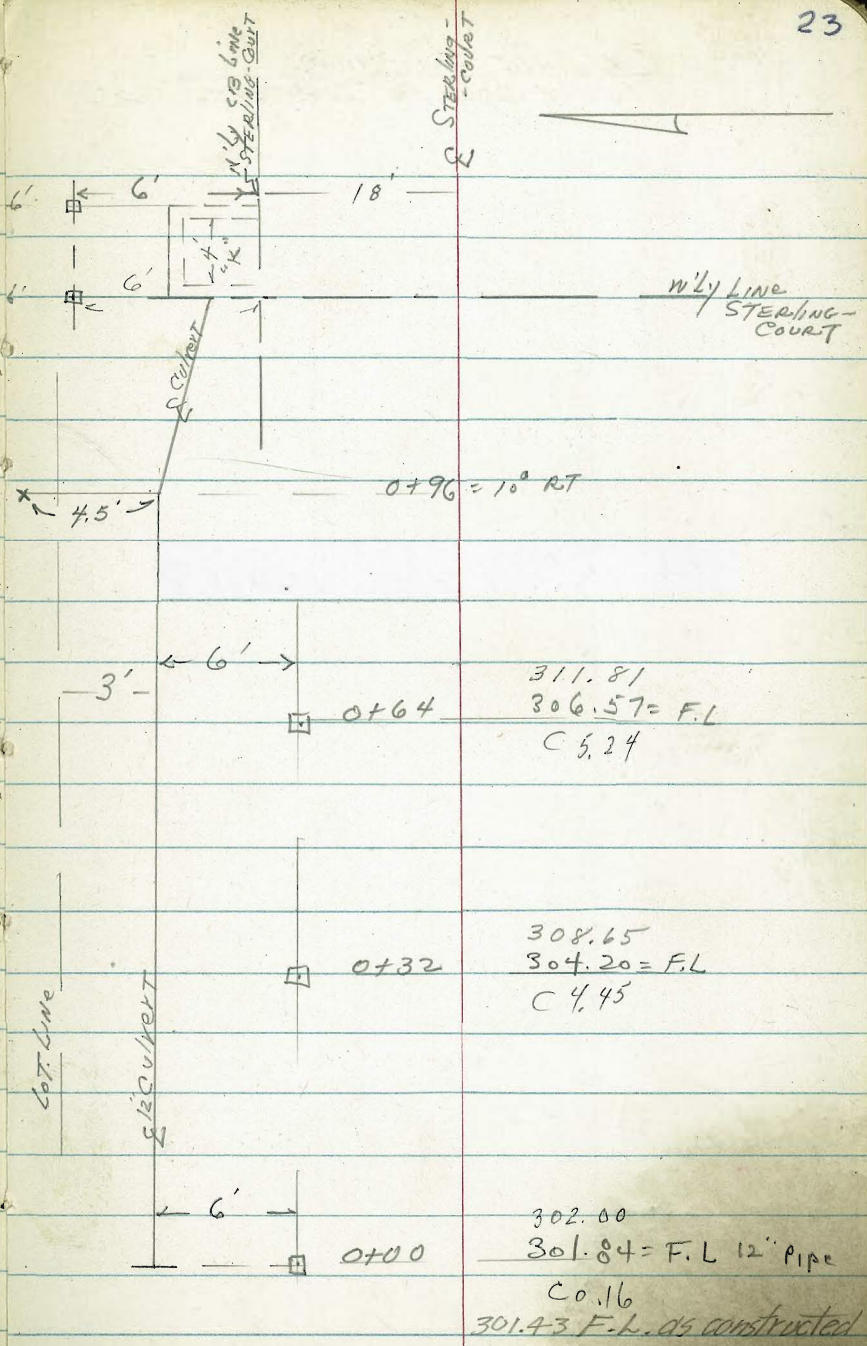 23
N'Ly CB Line
STERLING-COURT
℄ STERLING-
-COURT
6'
6'
18'
4'
"K"
6'
6'
W'Ly LINE
STERLING-
COURT
℄ Culvert
0+96 = 10° RT
4.5'
6'
3'
0+64
311.81
306.57= F.L
C 5.24
0+32
308.65
304.20= F.L
C 4.45
LOT. LINE
℄ 12" Culvert
6'
0+00
302.00
301.84= F.L 12" Pipe
C 0.16
301.43 F.L. as constructed